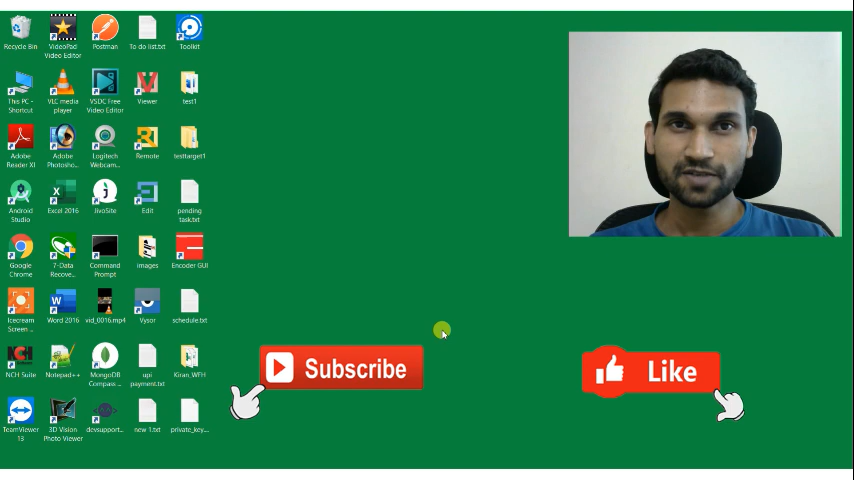 Recycle Bin
VideoPad
Video Editor
Postman
To do list.txt
Toolkit
This PC -
Shortcut
VLC media
player
VSDC Free
Video Editor
Viewer
test1
Adobe
Reader XI
Adobe
Photosho...
Logitech
Webcam...
Remote
testtarget1
Android
Studio
Excel 2016
JivoSite
Edit
pending
task.txt
Google
Chrome
7-Data
Recove...
Command
Prompt
images
Encoder GUI
Icecream
Screen ...
Word 2016
vid_0016.mp4
Vysor
schedule.txt
NCH Suite
Notepad++
MongoDB
Compass ...
upi
payment.txt
Kiran_WFH
TeamViewer
13
3D Vision
Photo Viewer
devsupport...
new 1.txt
private_key....
Subscribe
Like